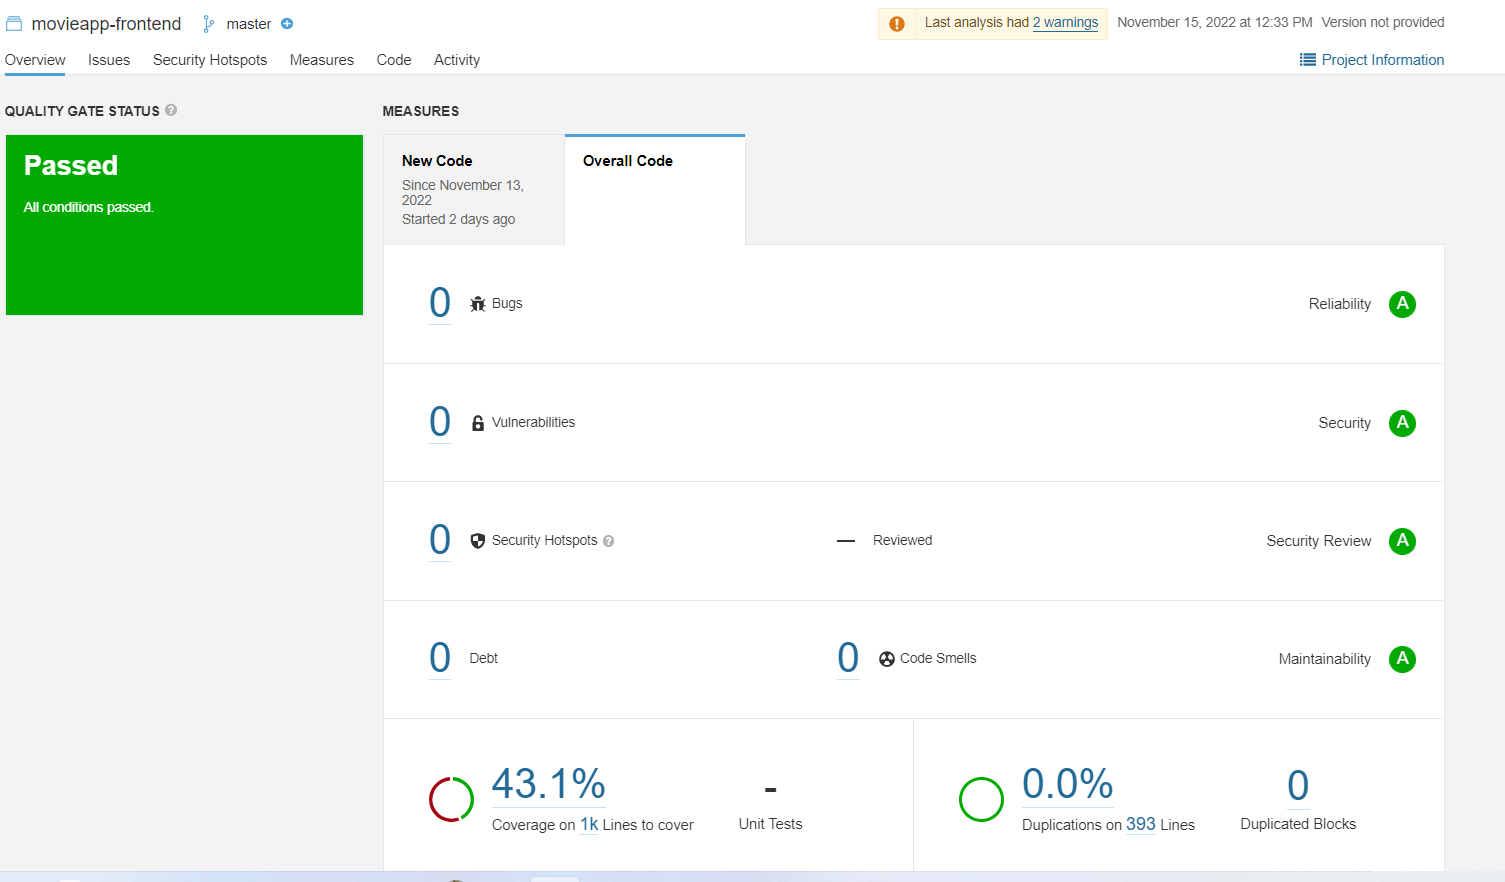 movieapp-frontend master
Last analysis had 2 warnings November 15, 2022 at 12:33 PM Version not provided
Overview Issues Security Hotspots Measures Code Activity
Project Information
QUALITY GATE STATUS ?
Passed
All conditions passed.
MEASURES
New Code
Since November 13,
2022
Started 2 days ago
Overall Code
0 Bugs Reliability A
0 Vulnerabilities Security A
0 Security Hotspots ? — Reviewed Security Review A
0 Debt 0 Code Smells Maintainability A
43.1%
Coverage on 1k Lines to cover
-
Unit Tests
0.0%
Duplications on 393 Lines
0
Duplicated Blocks